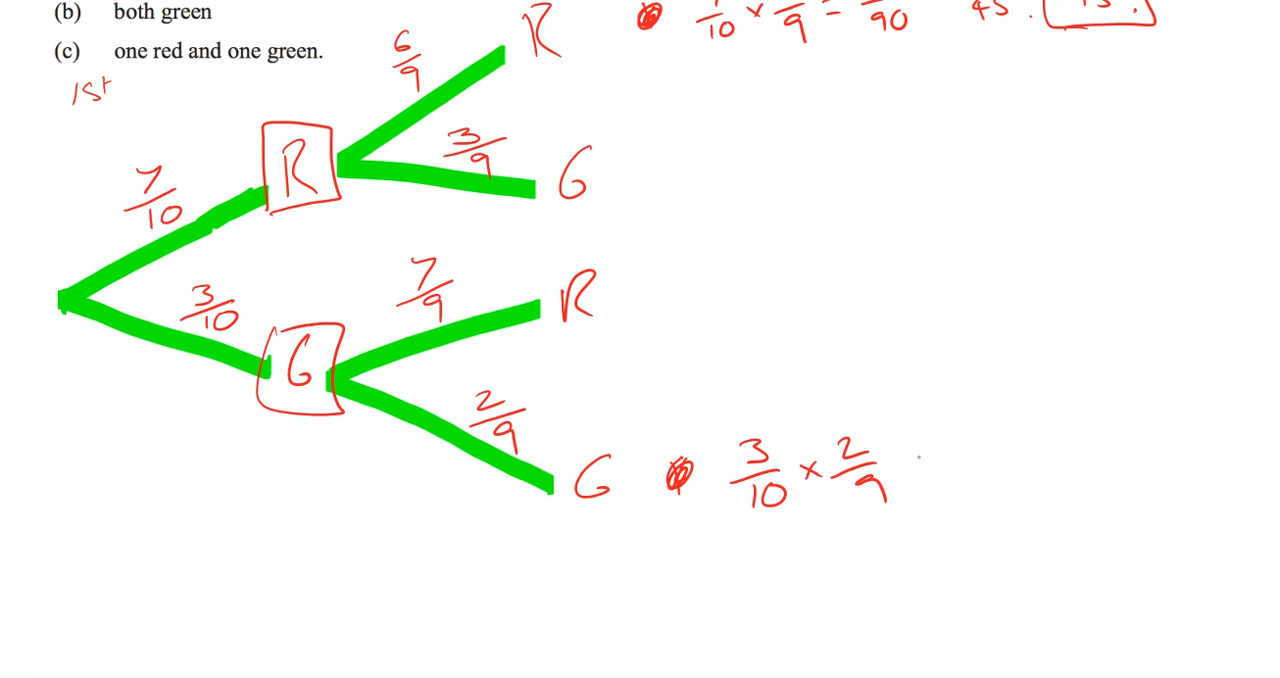 (b) both green
(c) one red and one green.
1st
6/9
R
3/9
G
7/10
R
3/10
G
7/9
R
2/9
G
3/10 × 2/9